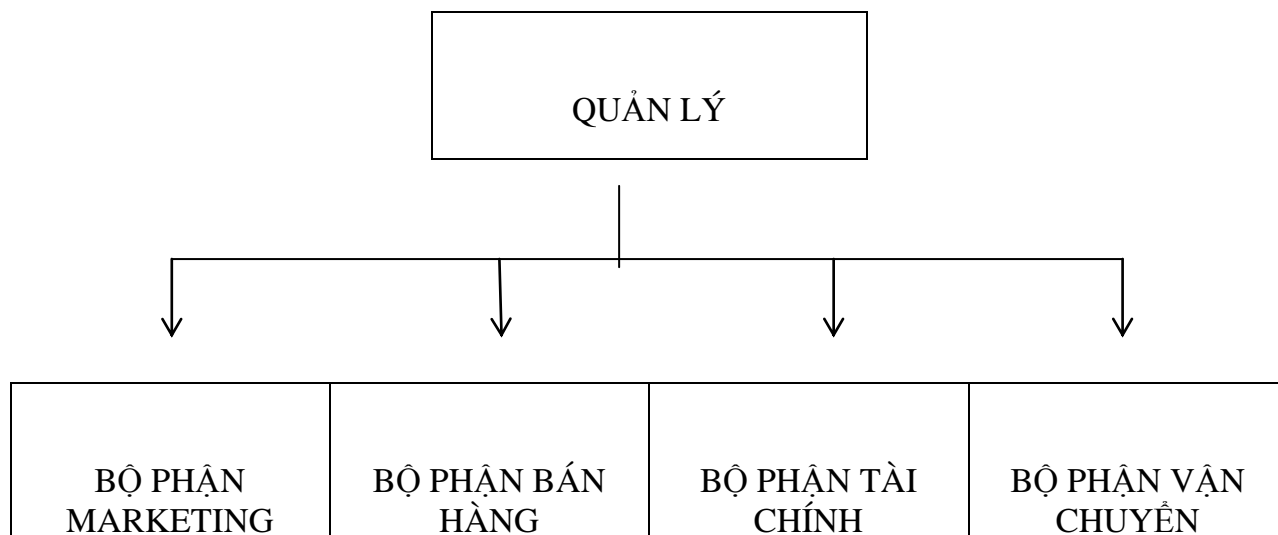 QUẢN LÝ
BỘ PHẬN
MARKETING
BỘ PHẬN BÁN
HÀNG
BỘ PHẬN TÀI
CHÍNH
BỘ PHẬN VẬN
CHUYỂN